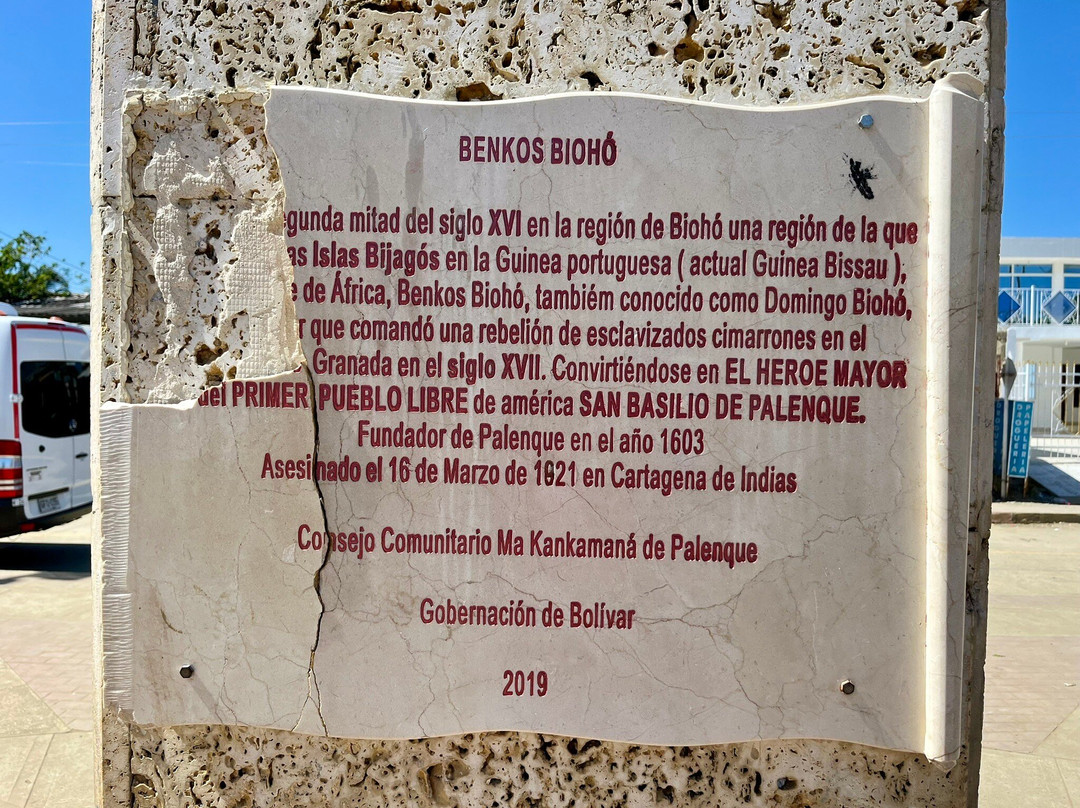 BENKOS BIOHÓ
egunda mitad del siglo XVI en la región de Biohó una región de la que
as Islas Bijagós en la Guinea portuguesa ( actual Guinea Bissau ),
e de África, Benkos Biohó, también conocido como Domingo Biohó,
r que comandó una rebelión de esclavizados cimarrones en el
Granada en el siglo XVII. Convirtiéndose en EL HEROE MAYOR
del PRIMER PUEBLO LIBRE de américa SAN BASILIO DE PALENQUE.
Fundador de Palenque en el año 1603
Asesinado el 16 de Marzo de 1621 en Cartagena de Indias
Consejo Comunitario Ma Kankamaná de Palenque
Gobernación de Bolívar
2019
DROGUERIA
PAPELERIA